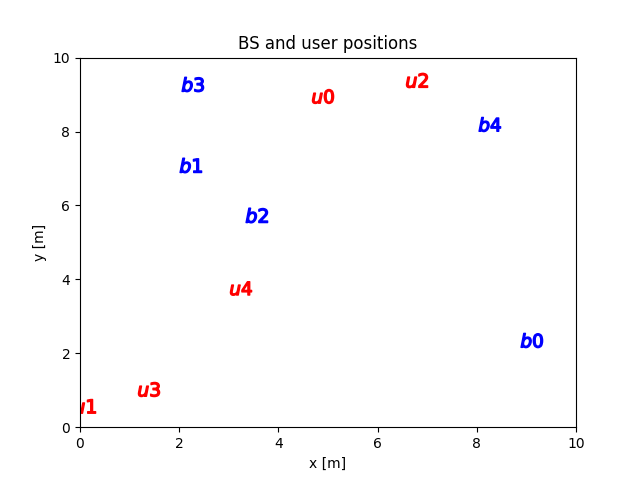 BS and user positions
10
b3
u0
u2
8
b4
b1
6
b2
y [m]
4
u4
2
b0
u3
u1
0
0 2 4 6 8 10
x [m]